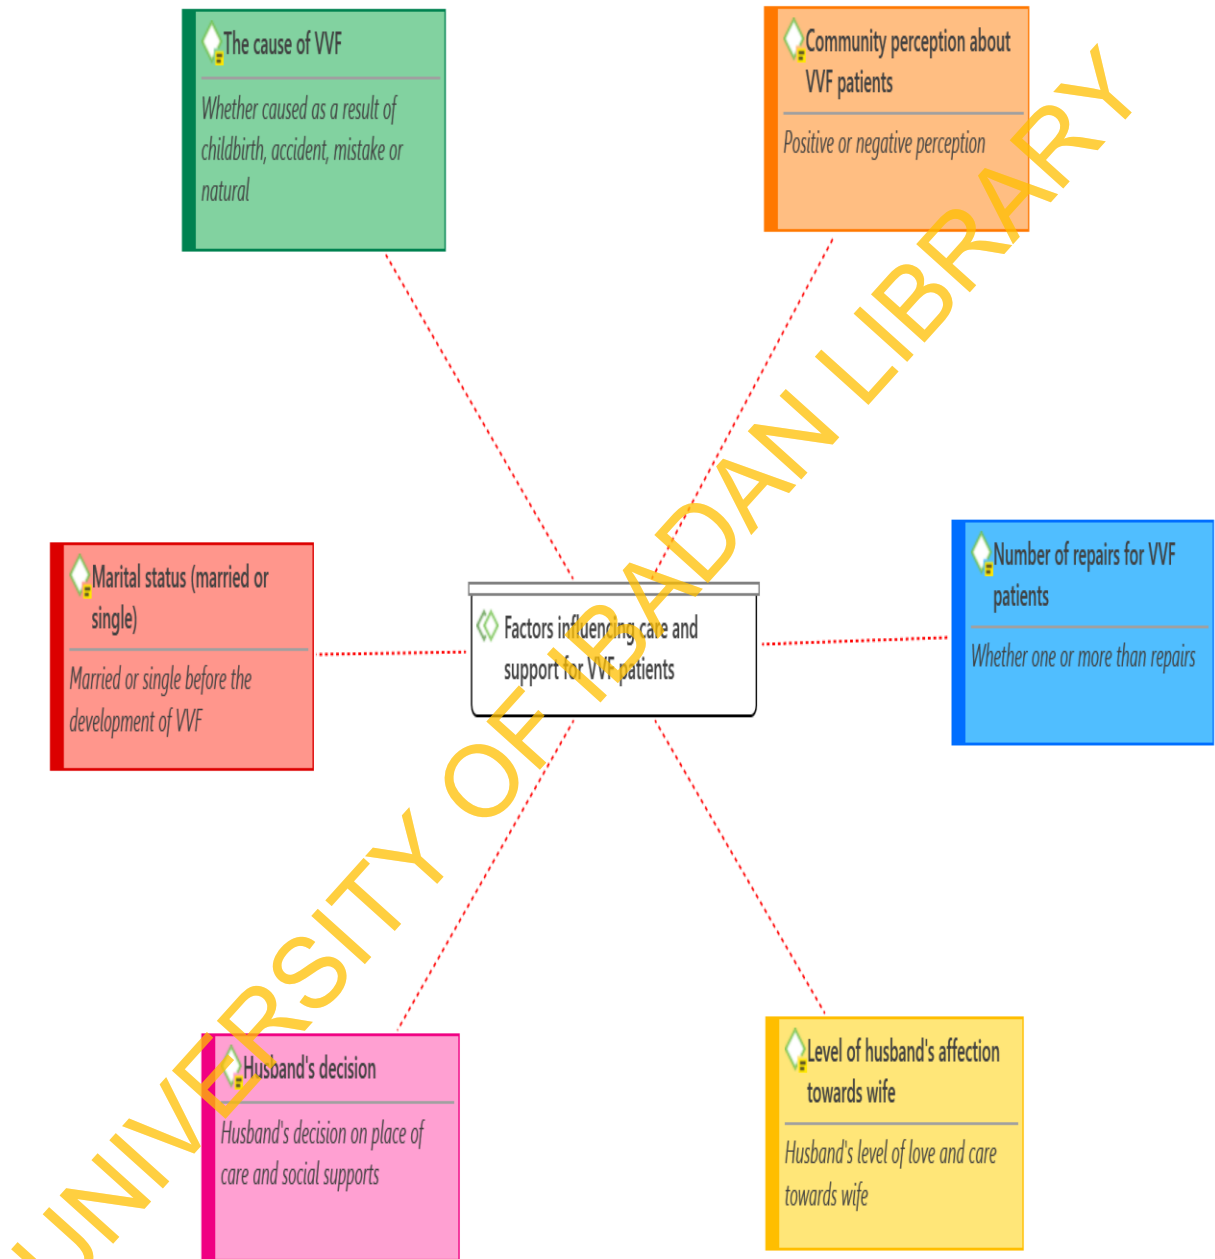 The cause of VVF
Whether caused as a result of
childbirth, accident, mistake or
natural
Community perception about
VVF patients
Positive or negative perception
Marital status (married or
single)
Married or single before the
development of VVF
Factors influencing care and
support for VVF patients
Number of repairs for VVF
patients
Whether one or more than repairs
Husband's decision
Husband's decision on place of
care and social supports
Level of husband's affection
towards wife
Husband's level of love and care
towards wife
UNIVERSITY OF IBADAN LIBRARY